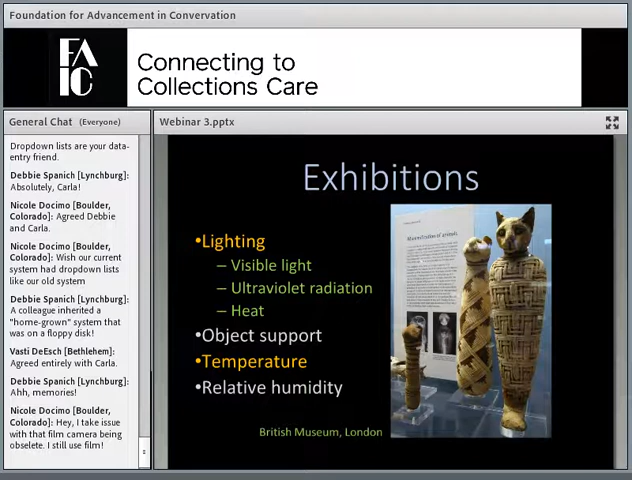 Foundation for Advancement in Convervation
FA
IC
Connecting to
Collections Care
General Chat (Everyone)
Dropdown lists are your data-
entry friend.
Debbie Spanich [Lynchburg]:
Absolutely, Carla!
Nicole Docimo [Boulder,
Colorado]: Agreed Debbie
and Carla.
Nicole Docimo [Boulder,
Colorado]: Wish our current
system had dropdown lists
like our old system
Debbie Spanich [Lynchburg]:
A colleague inherited a
"home-grown" system that
was on a floppy disk!
Vasti DeEsch [Bethlehem]:
Agreed entirely with Carla.
Debbie Spanich [Lynchburg]:
Ahh, memories!
Nicole Docimo [Boulder,
Colorado]: Hey, I take issue
with that film camera being
obselete. I still use film!
Webinar 3.pptx
Exhibitions
•Lighting
– Visible light
– Ultraviolet radiation
– Heat
•Object support
•Temperature
•Relative humidity
British Museum, London